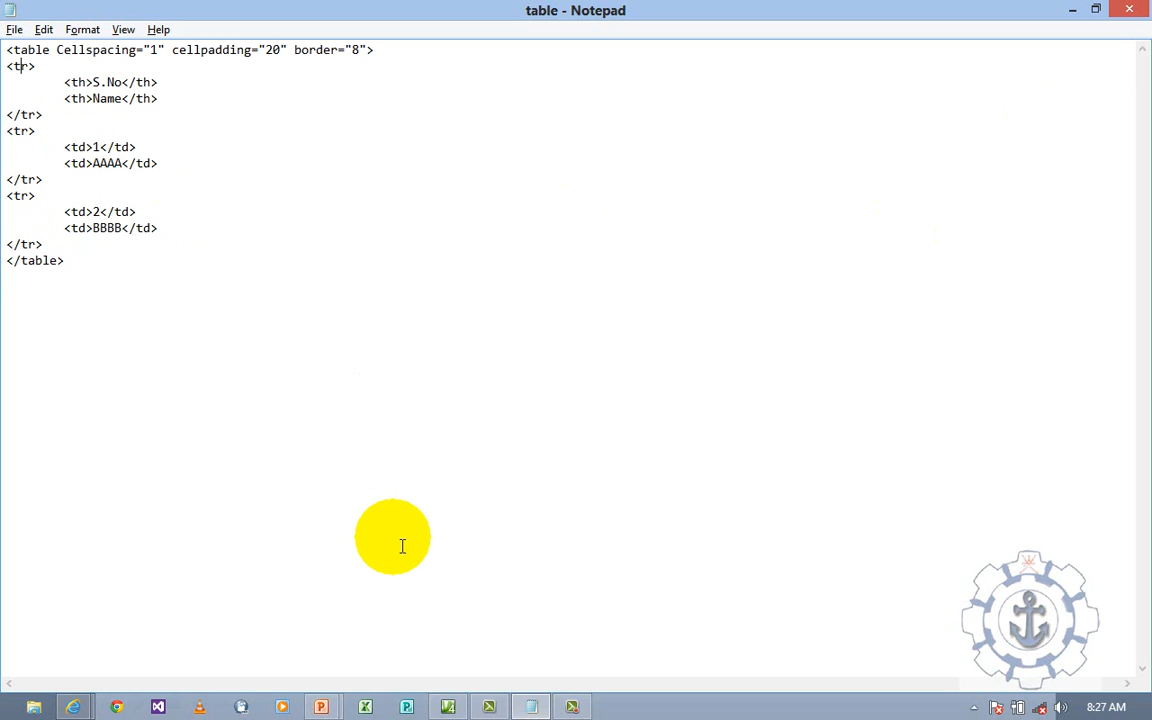 table - Notepad
File Edit Format View Help
<table Cellspacing="1" cellpadding="20" border="8">
<tr>
<th>S.No</th>
<th>Name</th>
</tr>
<tr>
<td>1</td>
<td>AAAA</td>
</tr>
<tr>
<td>2</td>
<td>BBBB</td>
</tr>
</table>
8:27 AM